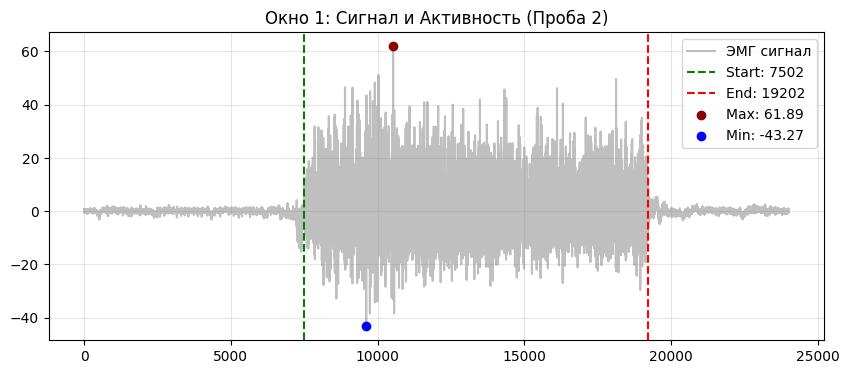 Окно 1: Сигнал и Активность (Проба 2)
ЭМГ сигнал
Start: 7502
End: 19202
Max: 61.89
Min: -43.27
60
40
20
0
−20
−40
0
5000
10000
15000
20000
25000